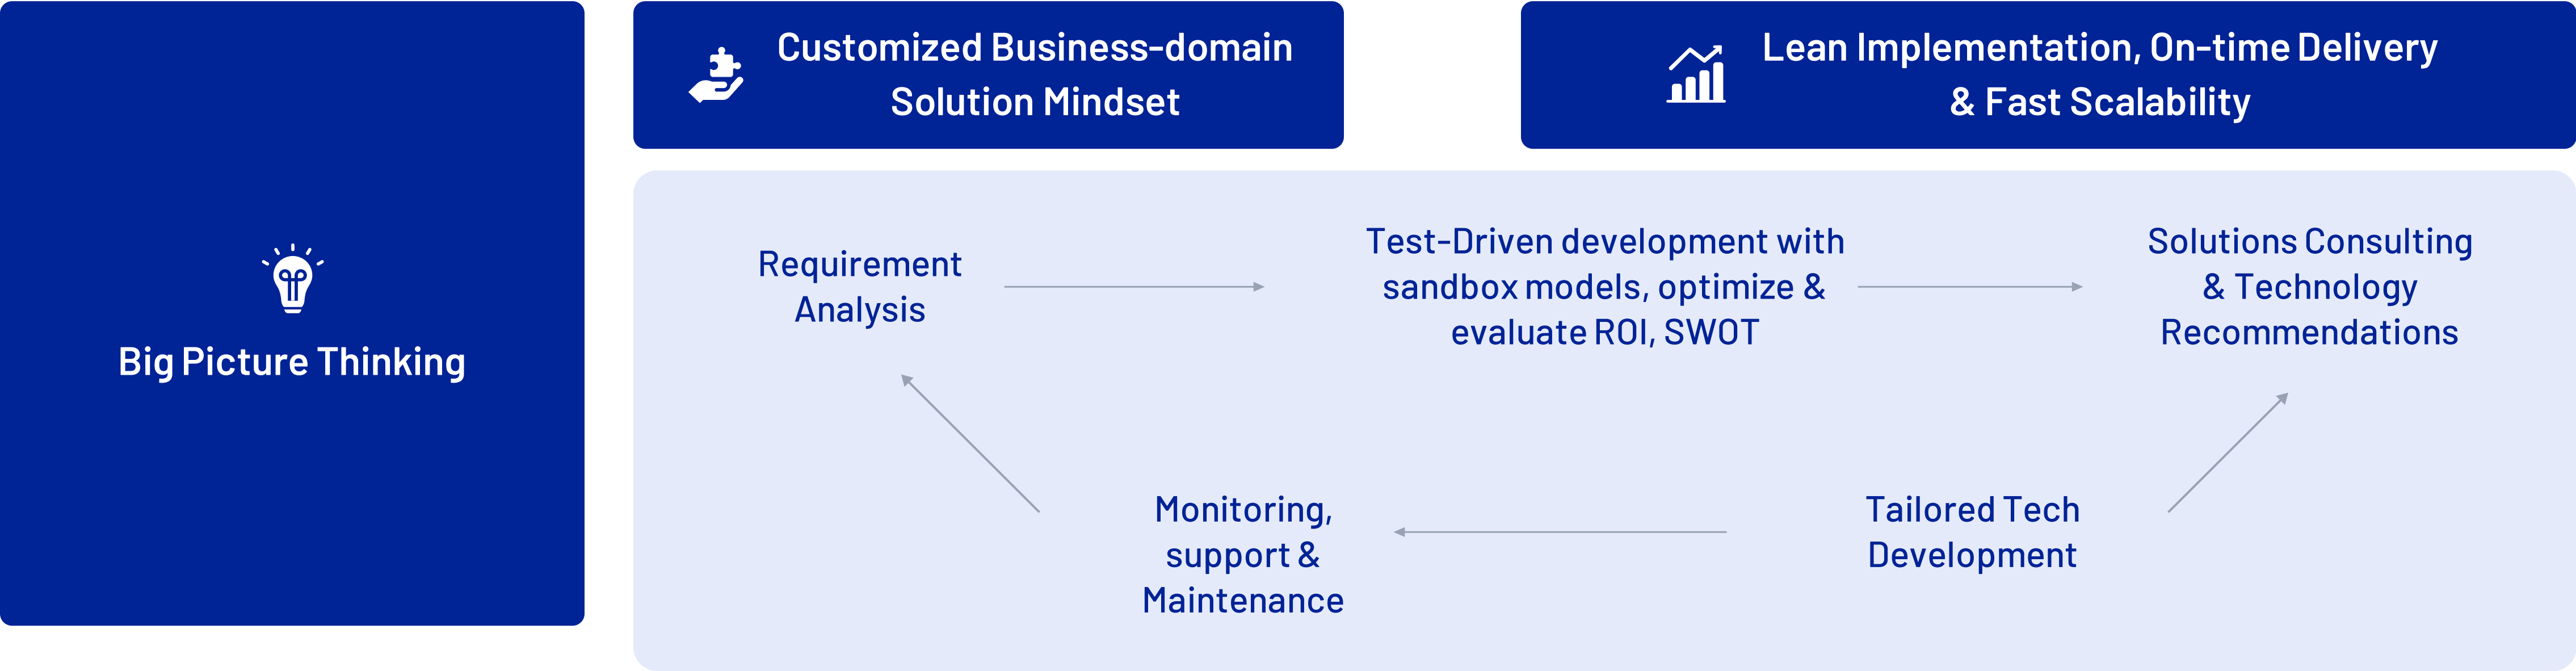 Big Picture Thinking
Customized Business-domain
Solution Mindset
Lean Implementation, On-time Delivery
& Fast Scalability
Requirement
Analysis
Test-Driven development with
sandbox models, optimize &
evaluate ROI, SWOT
Solutions Consulting
& Technology
Recommendations
Monitoring,
support &
Maintenance
Tailored Tech
Development